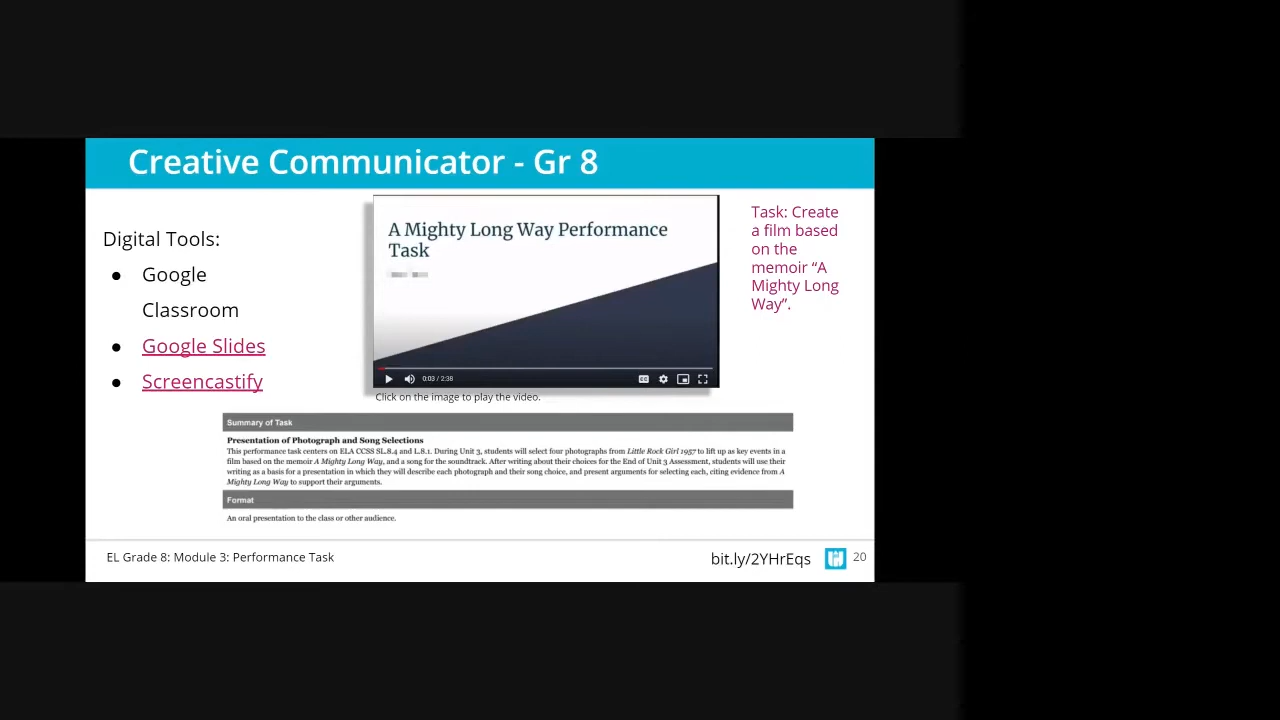 Creative Communicator - Gr 8
Digital Tools:
● Google
Classroom
● Google Slides
● Screencastify
A Mighty Long Way Performance
Task
0:03 / 2:38
CC
Click on the image to play the video.
Task: Create
a film based
on the
memoir “A
Mighty Long
Way”.
Summary of Task
Presentation of Photograph and Song Selections
This performance task centers on ELA CCSS SL.8.4 and L.8.1. During Unit 3, students will select four photographs from Little Rock Girl 1957 to lift up as key events in a
film based on the memoir A Mighty Long Way, and a song for the soundtrack. After writing about their choices for the End of Unit 3 Assessment, students will use their
writing as a basis for a presentation in which they will describe each photograph and their song choice, and present arguments for selecting each, citing evidence from A
Mighty Long Way to support their arguments.
Format
An oral presentation to the class or other audience.
EL Grade 8: Module 3: Performance Task
bit.ly/2YHrEqs
20